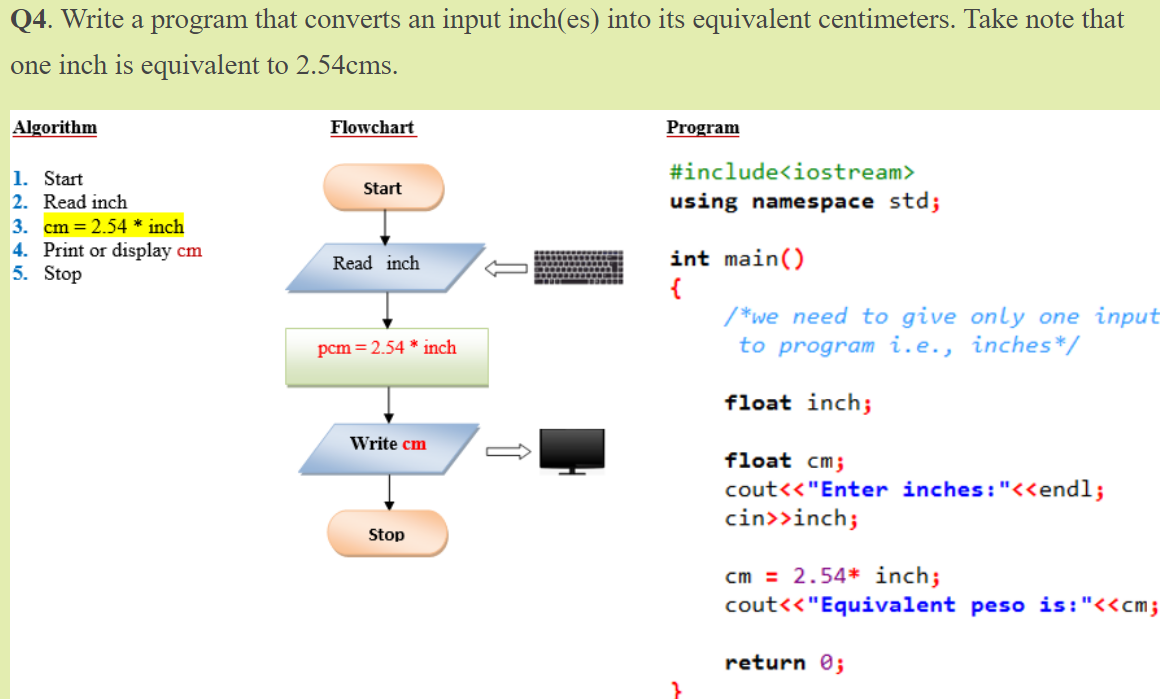 Q4. Write a program that converts an input inch(es) into its equivalent centimeters. Take note that
one inch is equivalent to 2.54cms.
Algorithm
1. Start
2. Read inch
3. cm = 2.54 * inch
4. Print or display cm
5. Stop
Flowchart
Start
Read inch
pcm = 2.54 * inch
Write cm
Stop
Program
#include<iostream>
using namespace std;
int main()
{
/*we need to give only one input
to program i.e., inches*/
float inch;
float cm;
cout<<"Enter inches:"<<endl;
cin>>inch;
cm = 2.54* inch;
cout<<"Equivalent peso is:"<<cm;
return 0;
}